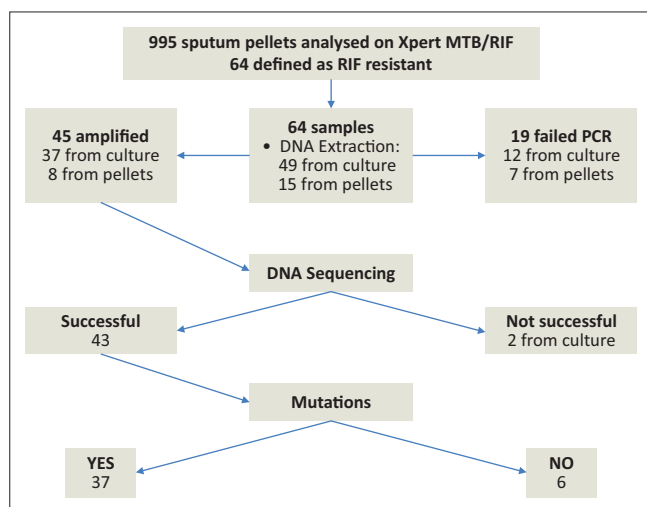 995 sputum pellets analysed on Xpert MTB/RIF
64 defined as RIF resistant
45 amplified
37 from culture
8 from pellets
64 samples
• DNA Extraction:
49 from culture
15 from pellets
19 failed PCR
12 from culture
7 from pellets
DNA Sequencing
Successful
43
Not successful
2 from culture
Mutations
YES
37
NO
6